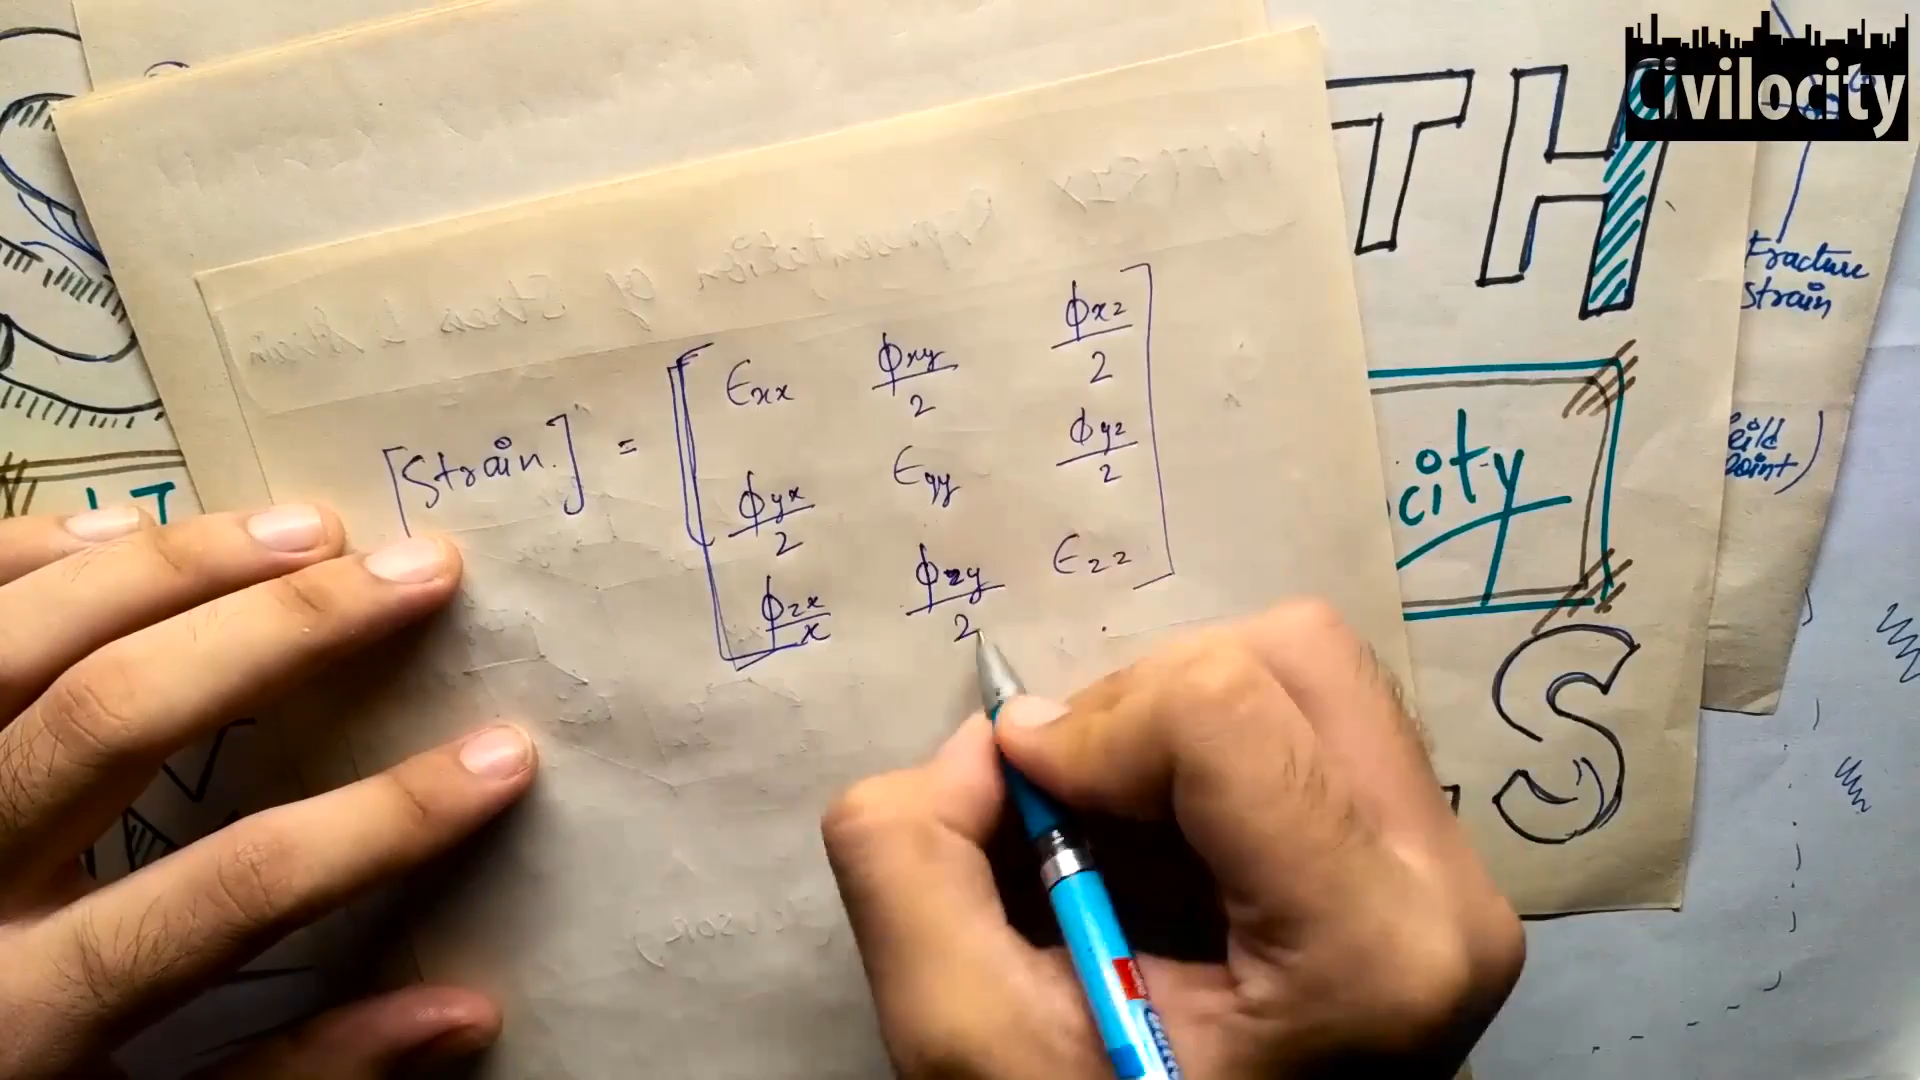 Civilocity
TH
Fracture
Strain
[Strain] = [ϵxx ϕxy/2 ϕxz/2
ϕyx/2 ϵyy ϕyz/2
ϕzx/x ϕzy/2 ϵzz]
city
Point)
S